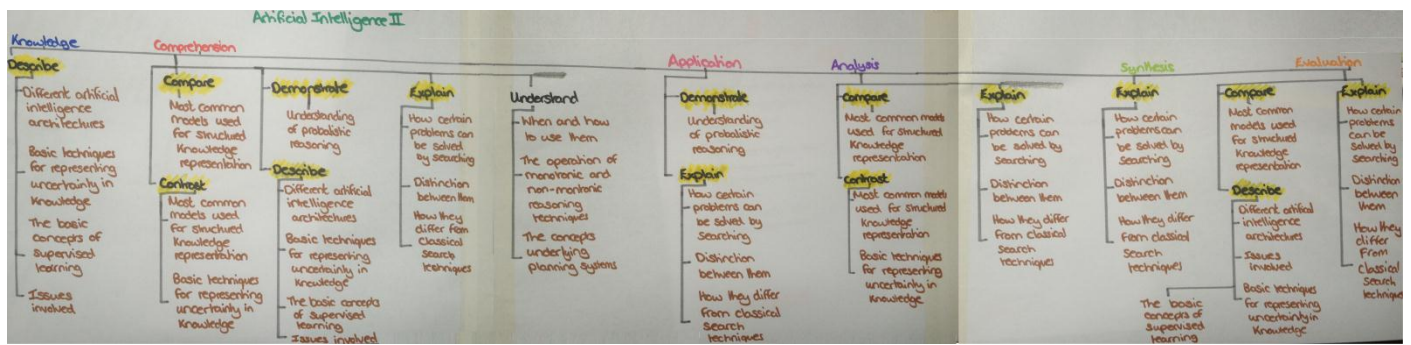 Artificial Intelligence II
Knowledge
Describe
Different artificial
intelligence
architectures
Basic techniques
for representing
uncertainty in
Knowledge
The basic
concepts of
supervised
learning
Issues
involved
Comprehension
Compare
Most common
models used
for structured
Knowledge
representation
Contrast
Most common
models used
for structured
Knowledge
representation
Basic techniques
for representing
uncertainty in
Knowledge
Demonstrate
Understanding
of probalistic
reasoning
Describe
Different artificial
intelligence
architectures
Basic techniques
for representing
uncertainty in
Knowledge
The basic concepts
of supervised
learning
Issues involved
Explain
How certain
problems can
be solved
by searching
Distinction
between them
How they
differ from
classical
search
techniques
Understand
When and how
to use them
The operation of
monotronic and
non-montoric
reasoning
techniques
The concepts
underlying
planning systems
Application
Demonstrate
Understanding
of probalistic
reasoning
Explain
How certain
problems can
be solved by
searching
Distinction
between them
How they differ
from classical
search
techniques
Analysis
Compare
Most common models
used for structured
Knowledge
representation
Contrast
Most common models
used for structured
Knowledge
representation
Basic techniques
for representing
uncertainty in
Knowledge
Explain
How certain
problems can
be solved by
searching
Distinction
between them
How they differ
from classical
search
techniques
Synthesis
Explain
How certain
problems can
be solved by
searching
Distinction
between them
How they differ
from classical
search
techniques
Evaluation
Compare
Most common
models used
for structured
Knowledge
representation
Describe
Different artifical
intelligence
architectures
Issues
involved
Basic techniques
for representing
uncertainty in
Knowledge
The basic
concepts of
supervised
learning
Explain
How certain
problems
can be
solved by
searching
Distinction
between
them
How they
differ
from
classical
search
techniques